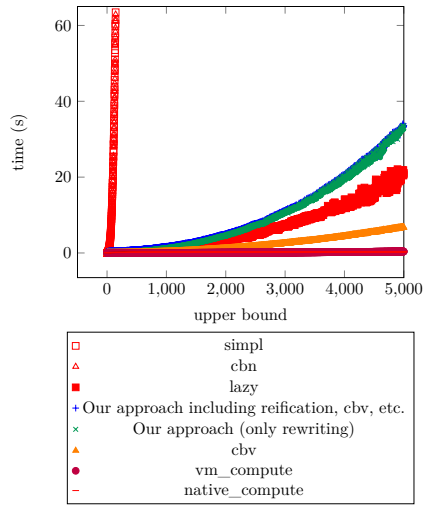 60
40
20
0
time (s)
0 1,000 2,000 3,000 4,000 5,000
upper bound
simpl
cbn
lazy
Our approach including reification, cbv, etc.
Our approach (only rewriting)
cbv
vm_compute
native_compute